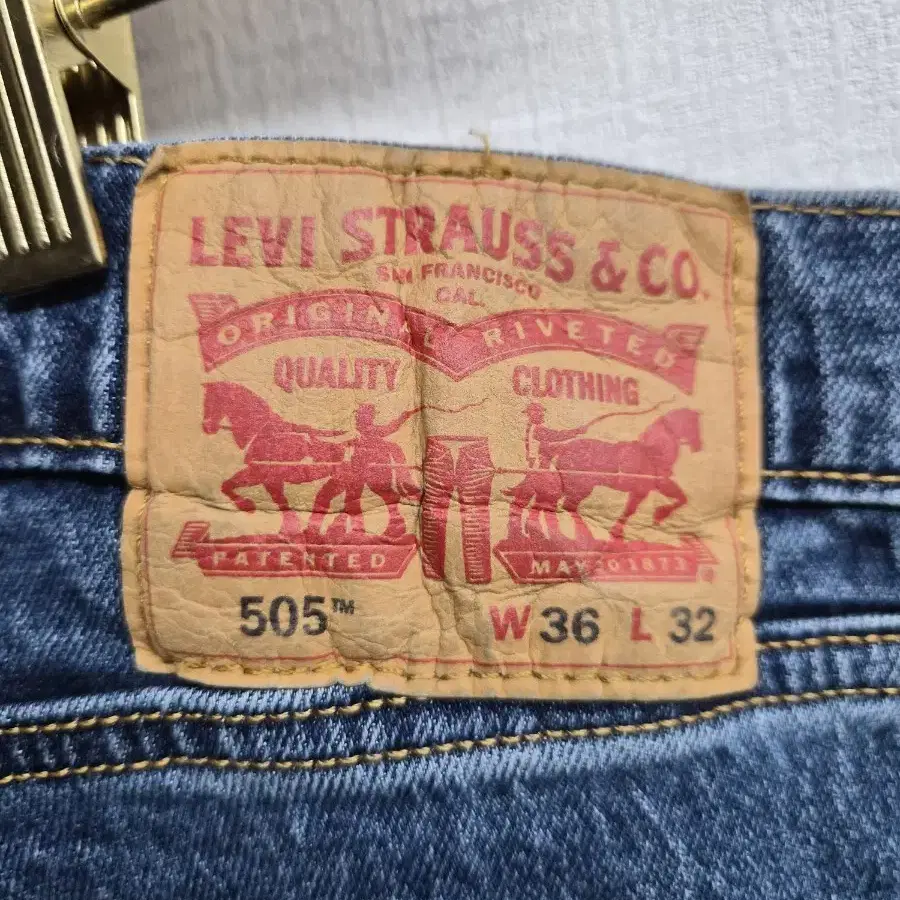 LEVI STRAUSS & CO.
SAN FRANCISCO
CAL.
ORIGINAL RIVETED
QUALITY CLOTHING
PATENTED MAY 20 1873
505™ W 36 L 32